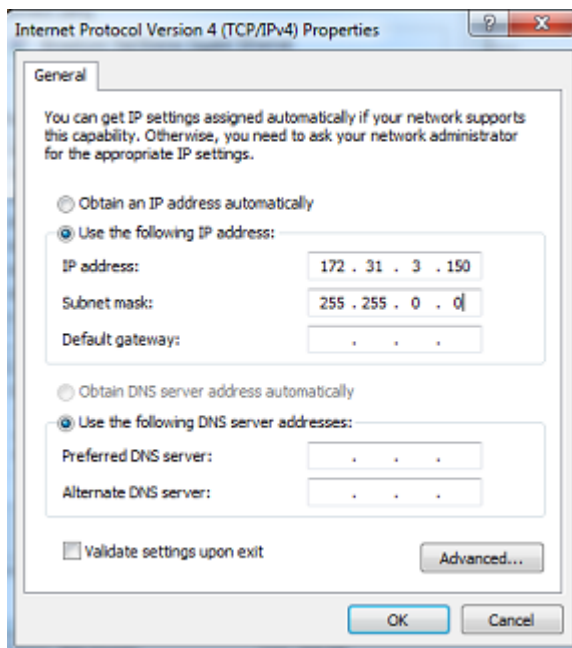 Internet Protocol Version 4 (TCP/IPv4) Properties
General
You can get IP settings assigned automatically if your network supports
this capability. Otherwise, you need to ask your network administrator
for the appropriate IP settings.
Obtain an IP address automatically
Use the following IP address:
IP address: 172 . 31 . 3 . 150
Subnet mask: 255 . 255 . 0 . 0
Default gateway: . . .
Obtain DNS server address automatically
Use the following DNS server addresses:
Preferred DNS server: . . .
Alternate DNS server: . . .
Validate settings upon exit
Advanced...
OK Cancel